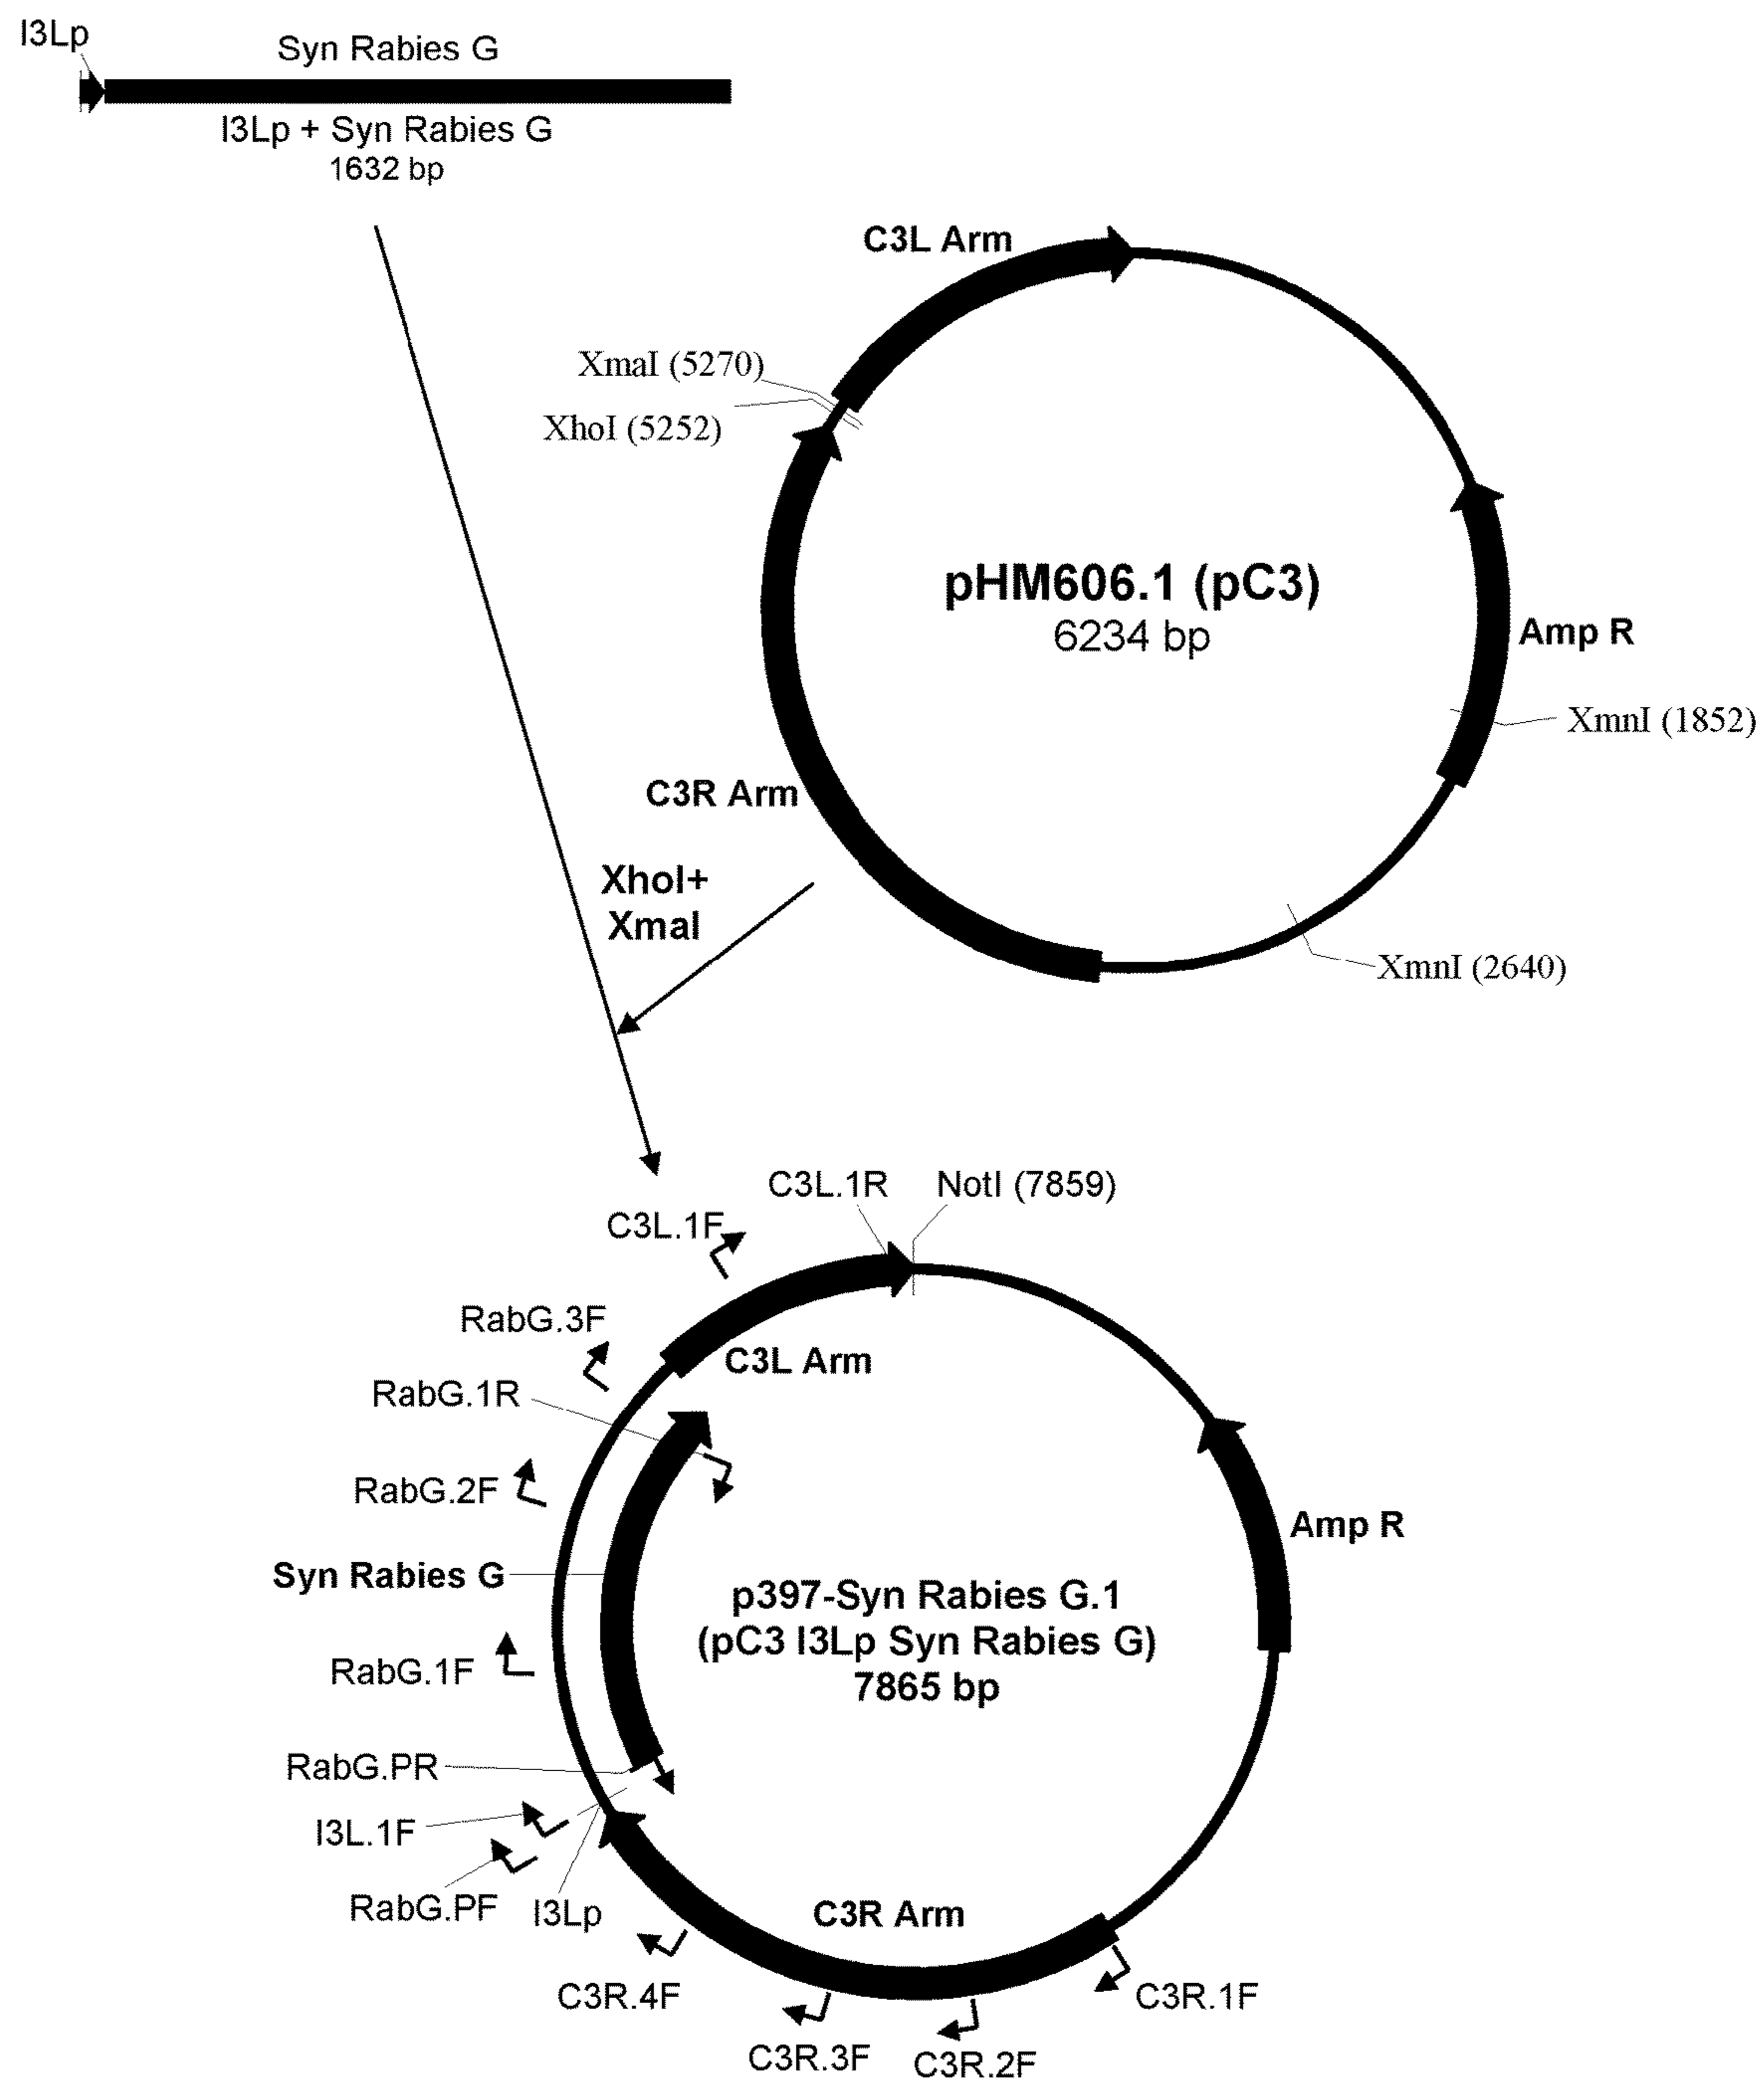 I3Lp
Syn Rabies G
I3Lp + Syn Rabies G
1632 bp
C3L Arm
XmaI (5270)
XhoI (5252)
pHM606.1 (pC3)
6234 bp
Amp R
XmnI (1852)
C3R Arm
XhoI+
XmaI
XmnI (2640)
C3L.1R
NotI (7859)
C3L.1F
RabG.3F
C3L Arm
RabG.1R
RabG.2F
Amp R
Syn Rabies G
p397-Syn Rabies G.1
(pC3 I3Lp Syn Rabies G)
7865 bp
RabG.1F
RabG.PR
I3L.1F
RabG.PF
I3Lp
C3R Arm
C3R.4F
C3R.1F
C3R.3F
C3R.2F